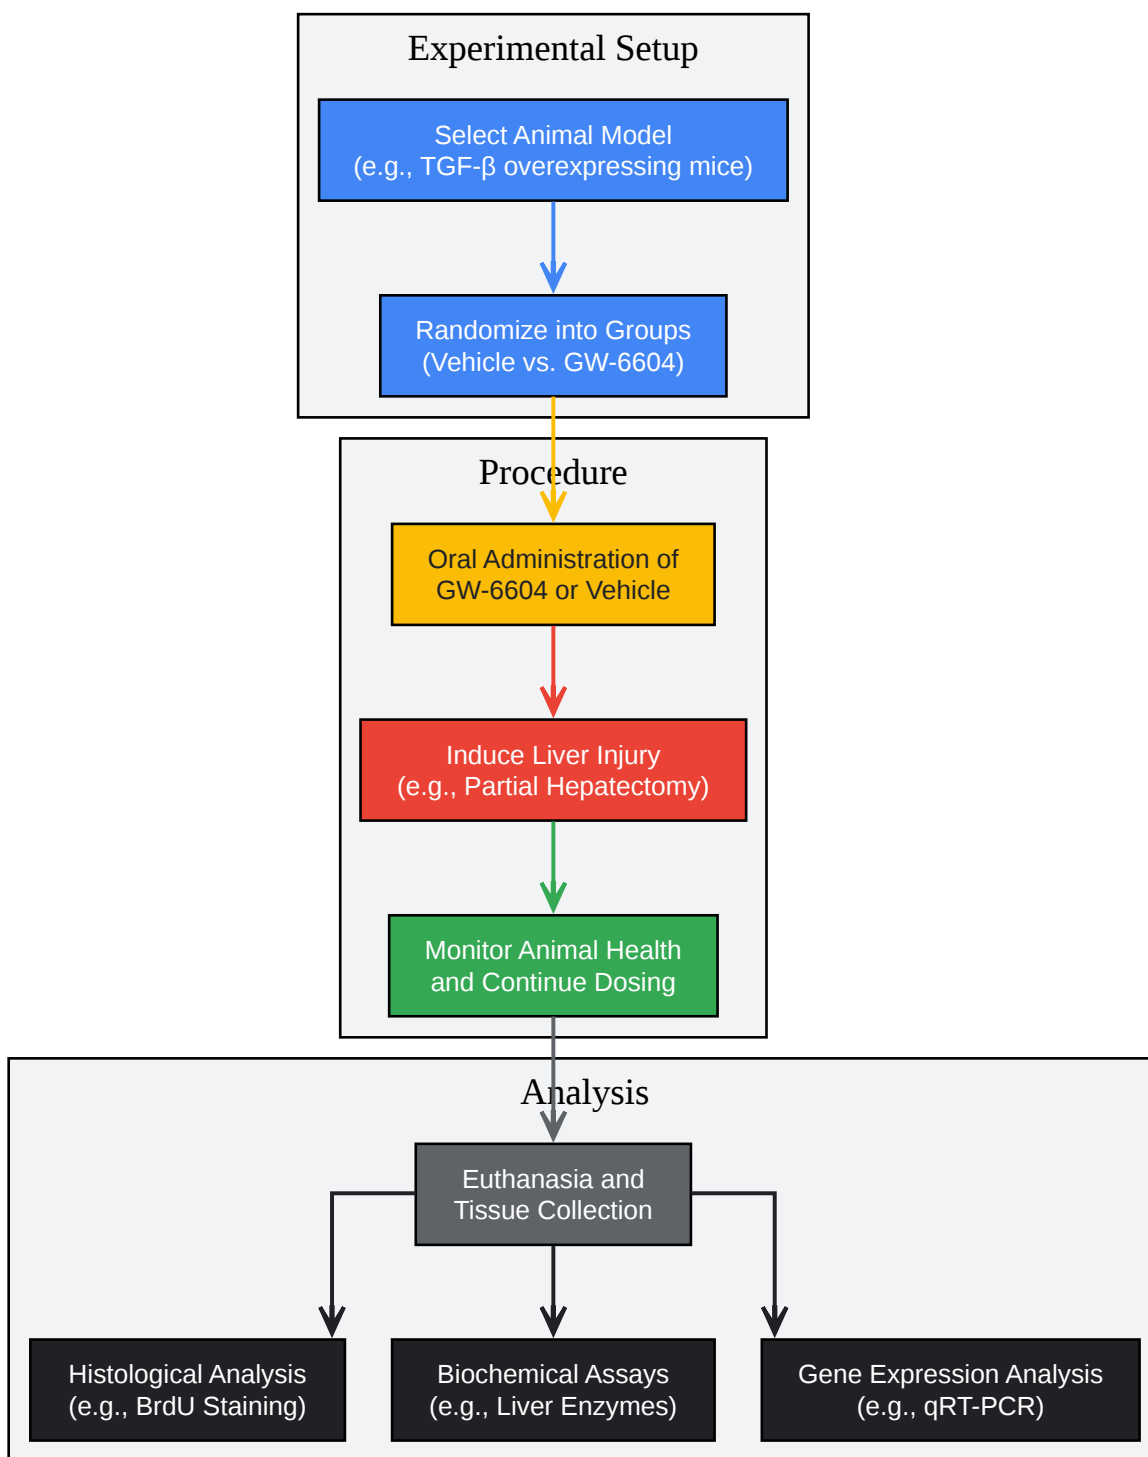 Experimental Setup
Select Animal Model
(e.g., TGF-β overexpressing mice)
Randomize into Groups
(Vehicle vs. GW-6604)
Procedure
Oral Administration of
GW-6604 or Vehicle
Induce Liver Injury
(e.g., Partial Hepatectomy)
Monitor Animal Health
and Continue Dosing
Analysis
Euthanasia and
Tissue Collection
Histological Analysis
(e.g., BrdU Staining)
Biochemical Assays
(e.g., Liver Enzymes)
Gene Expression Analysis
(e.g., qRT-PCR)